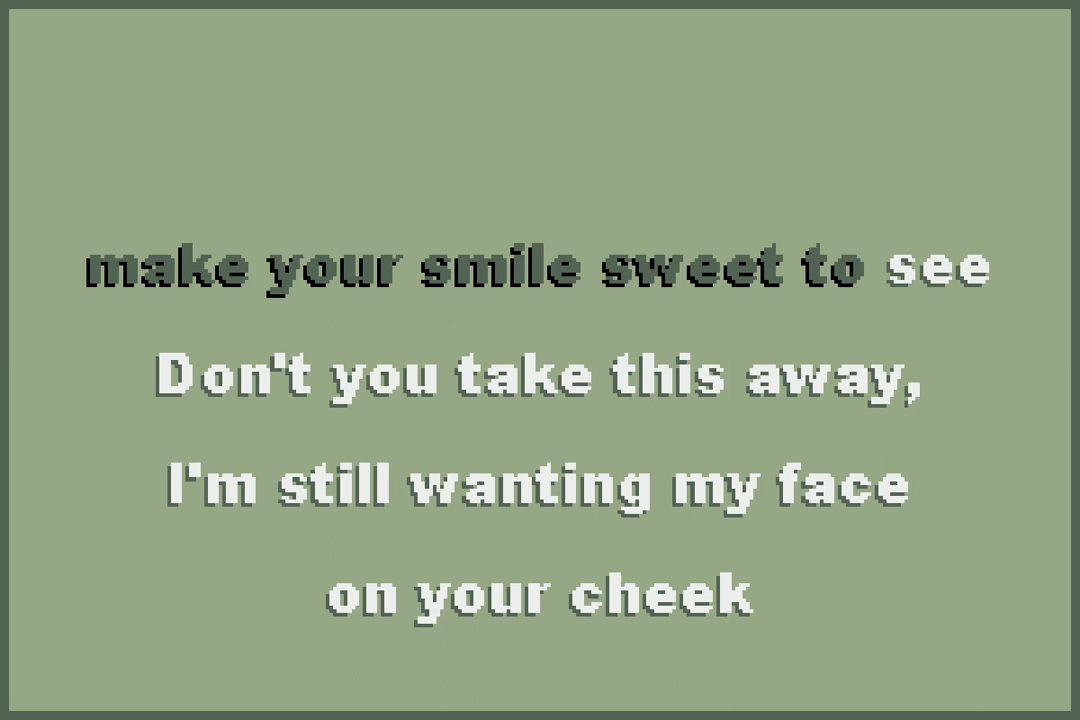 make your smile sweet to see
Don't you take this away,
I'm still wanting my face
on your cheek